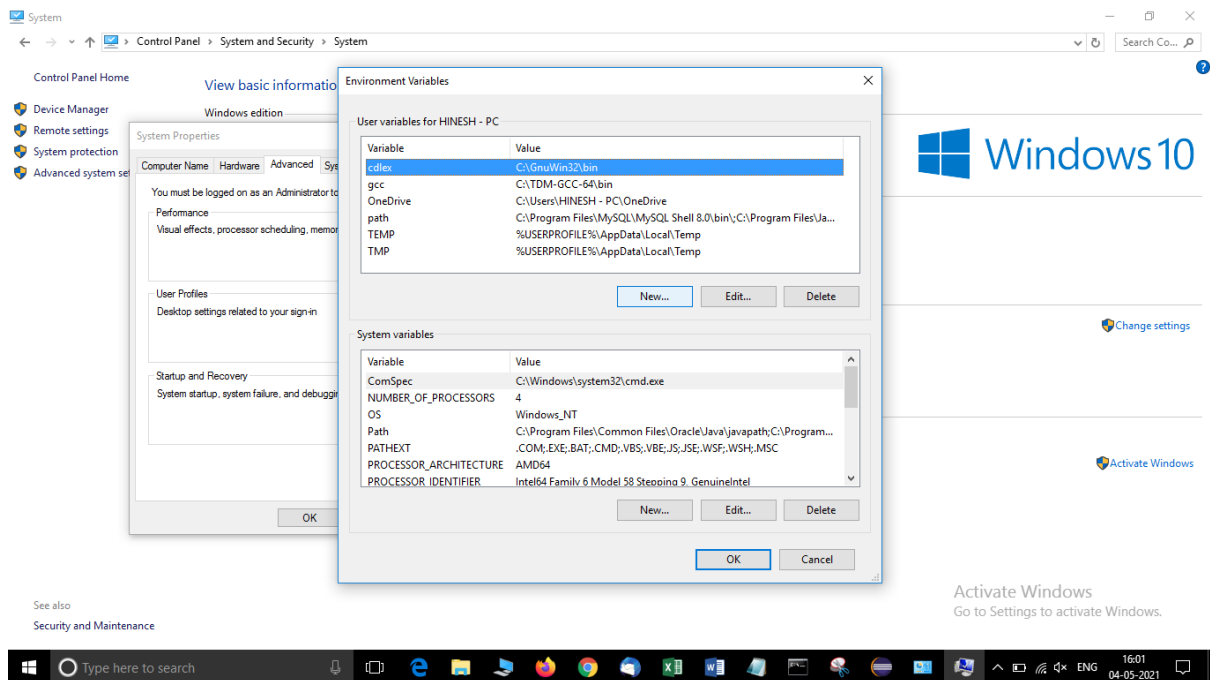 System
Control Panel > System and Security > System
Search Co...
Control Panel Home
Device Manager
Remote settings
System protection
Advanced system set
View basic informatio
Windows edition
Windows 10
Change settings
Activate Windows
System Properties
Computer Name Hardware Advanced Sys
You must be logged on as an Administrator to
Performance
Visual effects, processor scheduling, memor
User Profiles
Desktop settings related to your sign-in
Startup and Recovery
System startup, system failure, and debuggin
OK
Environment Variables
User variables for HINESH - PC
Variable Value
cdlex C:\GnuWin32\bin
gcc C:\TDM-GCC-64\bin
OneDrive C:\Users\HINESH - PC\OneDrive
path C:\Program Files\MySQL\MySQL Shell 8.0\bin\;C:\Program Files\Ja...
TEMP %USERPROFILE%\AppData\Local\Temp
TMP %USERPROFILE%\AppData\Local\Temp
New... Edit... Delete
System variables
Variable Value
ComSpec C:\Windows\system32\cmd.exe
NUMBER_OF_PROCESSORS 4
OS Windows_NT
Path C:\Program Files\Common Files\Oracle\Java\javapath;C:\Program...
PATHEXT .COM;.EXE;.BAT;.CMD;.VBS;.VBE;.JS;.JSE;.WSF;.WSH;.MSC
PROCESSOR_ARCHITECTURE AMD64
PROCESSOR_IDENTIFIER Intel64 Family 6 Model 58 Stepping 9, GenuineIntel
New... Edit... Delete
OK Cancel
See also
Security and Maintenance
Activate Windows
Go to Settings to activate Windows.
Type here to search
ENG
16:01
04-05-2021